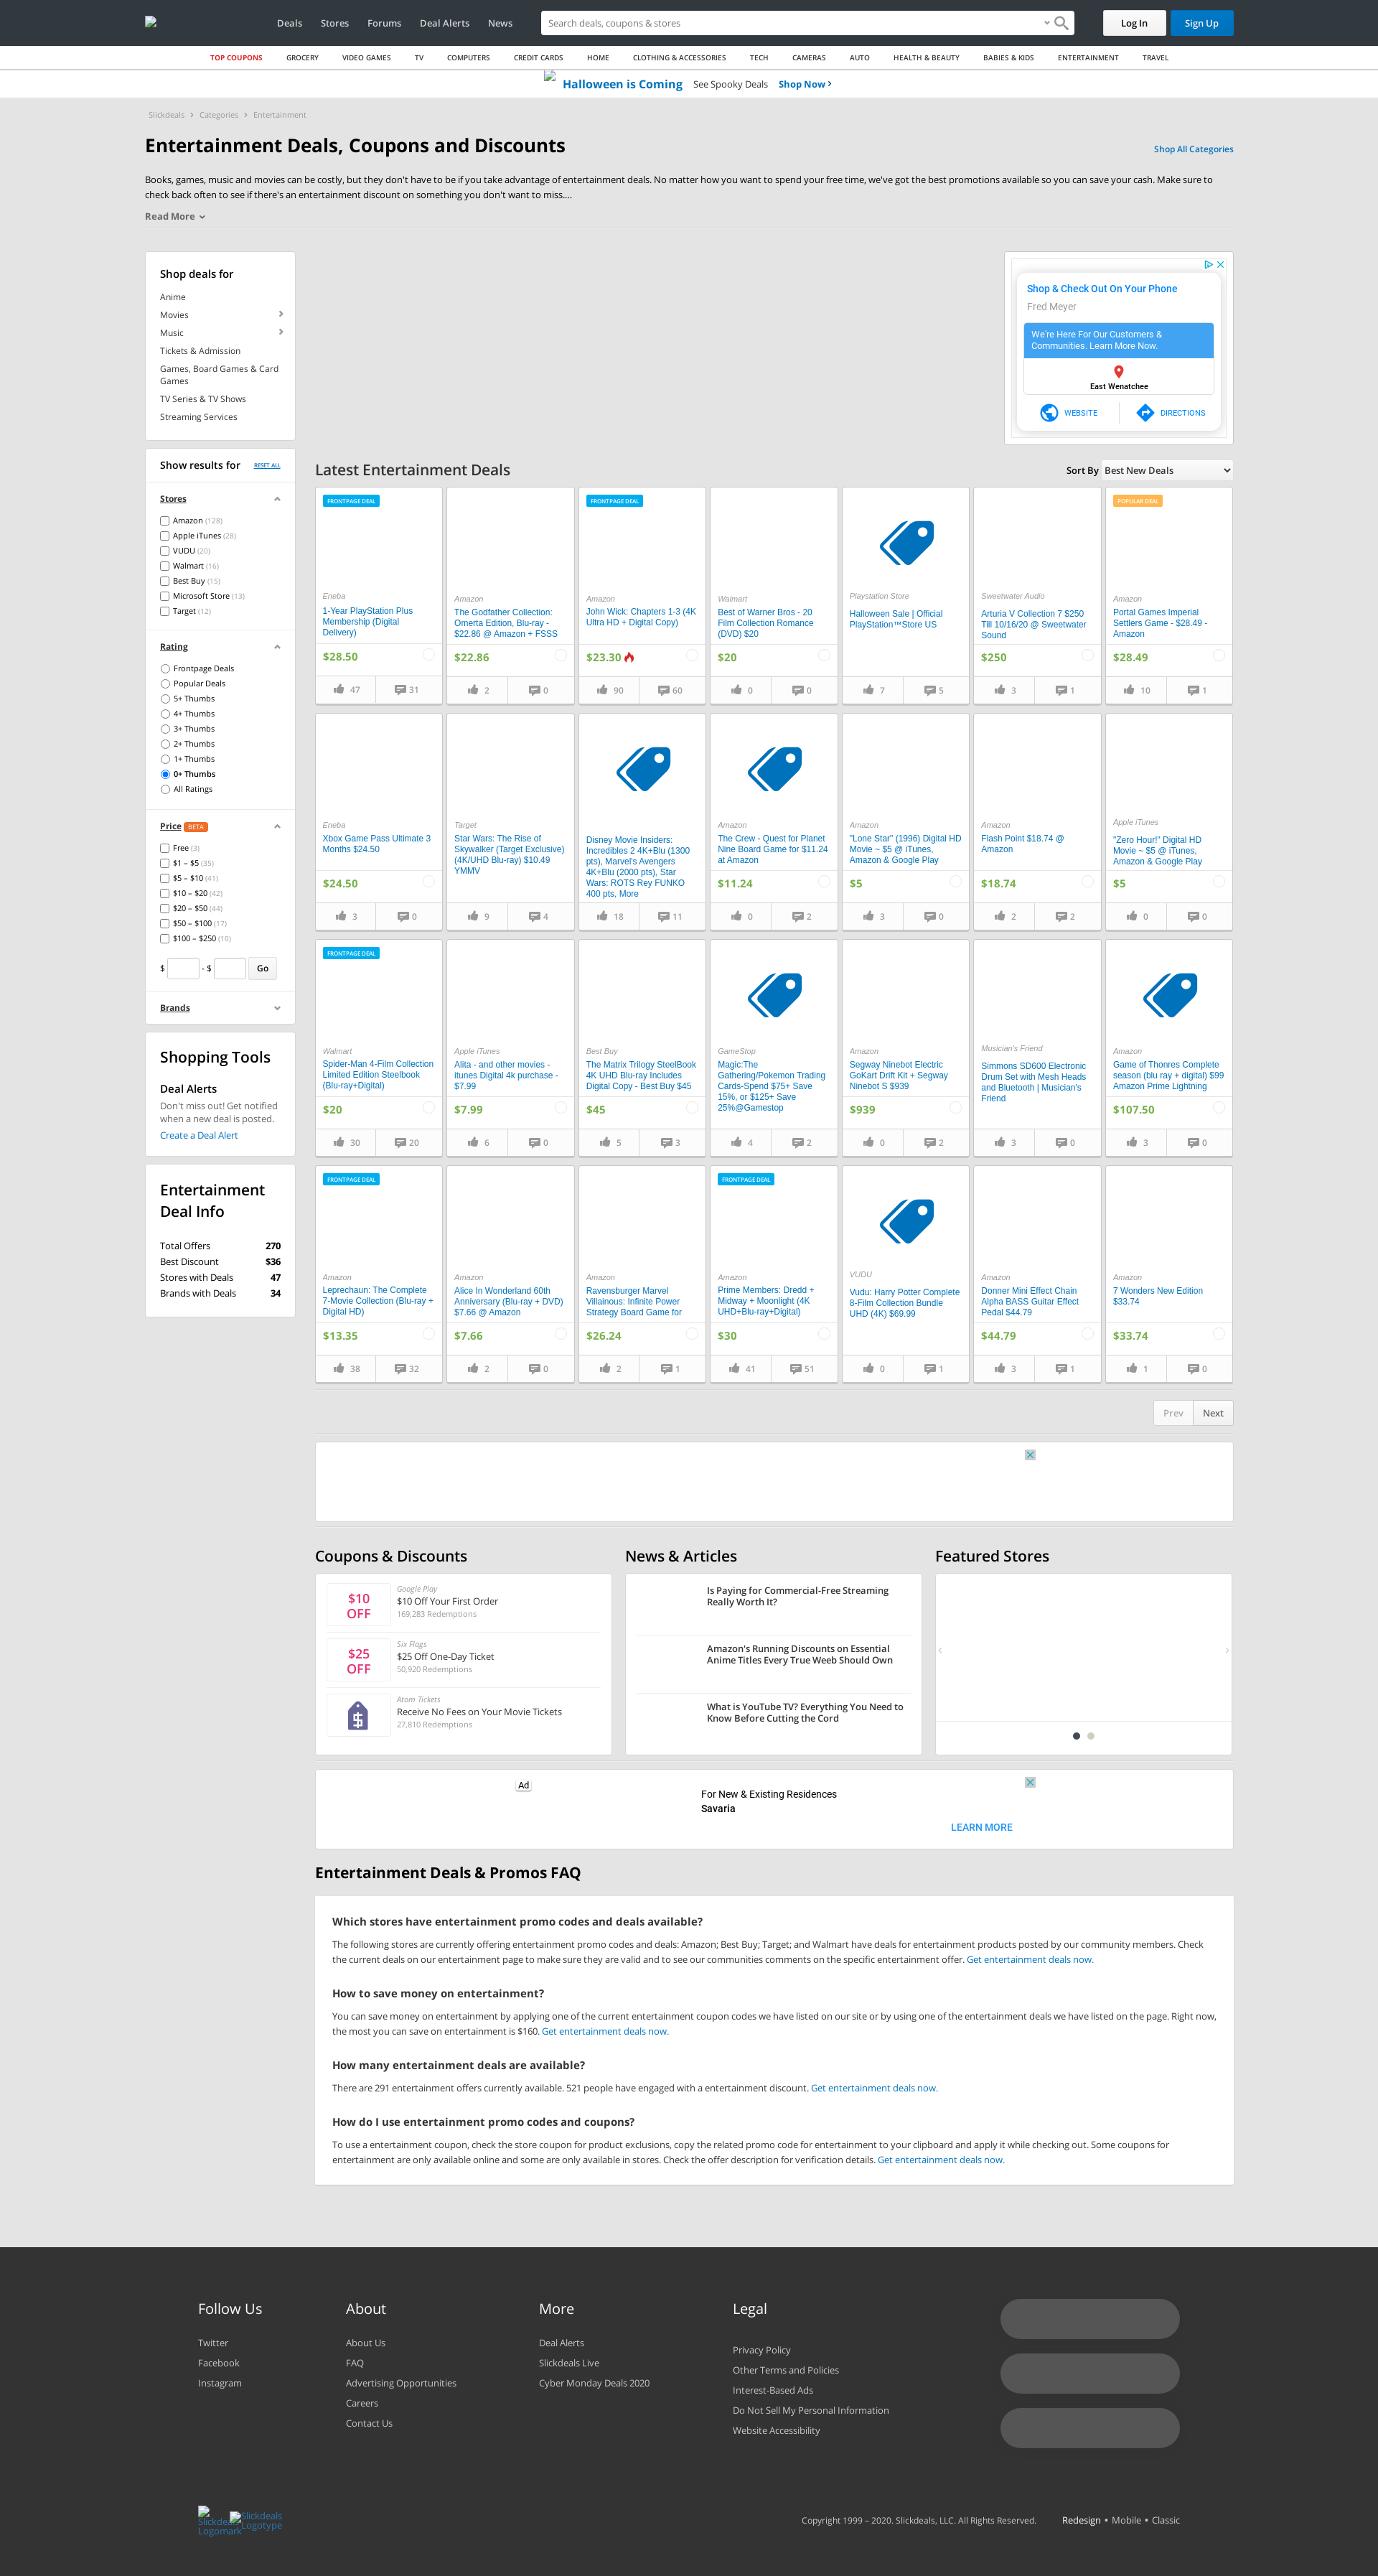 Deals Stores Forums Deal Alerts News
Search deals, coupons & stores
Log In Sign Up
TOP COUPONS GROCERY VIDEO GAMES TV COMPUTERS CREDIT CARDS HOME CLOTHING & ACCESSORIES TECH CAMERAS AUTO HEALTH & BEAUTY BABIES & KIDS ENTERTAINMENT TRAVEL
Halloween is Coming See Spooky Deals Shop Now
Slickdeals Categories Entertainment
Entertainment Deals, Coupons and Discounts
Shop All Categories
Books, games, music and movies can be costly, but they don't have to be if you take advantage of entertainment deals. No matter how you want to spend your free time, we've got the best promotions available so you can save your cash. Make sure to
check back often to see if there's an entertainment discount on something you don't want to miss....
Read More
Shop deals for
Anime
Movies
Music
Tickets & Admission
Games, Board Games & Card
Games
TV Series & TV Shows
Streaming Services
Shop & Check Out On Your Phone
Fred Meyer
We're Here For Our Customers &
Communities. Learn More Now.
East Wenatchee
WEBSITE DIRECTIONS
Show results for RESET ALL
Stores
Amazon (128)
Apple iTunes (28)
VUDU (20)
Walmart (16)
Best Buy (15)
Microsoft Store (13)
Target (12)
Rating
Frontpage Deals
Popular Deals
5+ Thumbs
4+ Thumbs
3+ Thumbs
2+ Thumbs
1+ Thumbs
0+ Thumbs
All Ratings
Price BETA
Free (3)
$1 – $5 (35)
$5 – $10 (41)
$10 – $20 (42)
$20 – $50 (44)
$50 – $100 (17)
$100 – $250 (10)
$ - $ Go
Brands
Shopping Tools
Deal Alerts
Don't miss out! Get notified
when a new deal is posted.
Create a Deal Alert
Entertainment
Deal Info
Total Offers 270
Best Discount $36
Stores with Deals 47
Brands with Deals 34
Latest Entertainment Deals
Sort By Best New Deals
FRONTPAGE DEAL
Eneba
1-Year PlayStation Plus
Membership (Digital
Delivery)
$28.50
47 31
Amazon
The Godfather Collection:
Omerta Edition, Blu-ray -
$22.86 @ Amazon + FSSS
$22.86
2 0
FRONTPAGE DEAL
Amazon
John Wick: Chapters 1-3 (4K
Ultra HD + Digital Copy)
$23.30
90 60
Walmart
Best of Warner Bros - 20
Film Collection Romance
(DVD) $20
$20
0 0
Playstation Store
Halloween Sale | Official
PlayStation™Store US
7 5
Sweetwater Audio
Arturia V Collection 7 $250
Till 10/16/20 @ Sweetwater
Sound
$250
3 1
POPULAR DEAL
Amazon
Portal Games Imperial
Settlers Game - $28.49 -
Amazon
$28.49
10 1
Eneba
Xbox Game Pass Ultimate 3
Months $24.50
$24.50
3 0
Target
Star Wars: The Rise of
Skywalker (Target Exclusive)
(4K/UHD Blu-ray) $10.49
YMMV
9 4
Disney Movie Insiders:
Incredibles 2 4K+Blu (1300
pts), Marvel's Avengers
4K+Blu (2000 pts), Star
Wars: ROTS Rey FUNKO
400 pts, More
18 11
Amazon
The Crew - Quest for Planet
Nine Board Game for $11.24
at Amazon
$11.24
0 2
Amazon
"Lone Star" (1996) Digital HD
Movie ~ $5 @ iTunes,
Amazon & Google Play
$5
3 0
Amazon
Flash Point $18.74 @
Amazon
$18.74
2 2
Apple iTunes
"Zero Hour!" Digital HD
Movie ~ $5 @ iTunes,
Amazon & Google Play
$5
0 0
FRONTPAGE DEAL
Walmart
Spider-Man 4-Film Collection
Limited Edition Steelbook
(Blu-ray+Digital)
$20
30 20
Apple iTunes
Alita - and other movies -
itunes Digital 4k purchase -
$7.99
$7.99
6 0
Best Buy
The Matrix Trilogy SteelBook
4K UHD Blu-ray Includes
Digital Copy - Best Buy $45
$45
5 3
GameStop
Magic:The
Gathering/Pokemon Trading
Cards-Spend $75+ Save
15%, or $125+ Save
25%@Gamestop
4 2
Amazon
Segway Ninebot Electric
GoKart Drift Kit + Segway
Ninebot S $939
$939
0 2
Musician's Friend
Simmons SD600 Electronic
Drum Set with Mesh Heads
and Bluetooth | Musician's
Friend
3 0
Amazon
Game of Thonres Complete
season (blu ray + digital) $99
Amazon Prime Lightning
$107.50
3 0
FRONTPAGE DEAL
Amazon
Leprechaun: The Complete
7-Movie Collection (Blu-ray +
Digital HD)
$13.35
38 32
Amazon
Alice In Wonderland 60th
Anniversary (Blu-ray + DVD)
$7.66 @ Amazon
$7.66
2 0
Amazon
Ravensburger Marvel
Villainous: Infinite Power
Strategy Board Game for
$26.24
2 1
FRONTPAGE DEAL
Amazon
Prime Members: Dredd +
Midway + Moonlight (4K
UHD+Blu-ray+Digital)
$30
41 51
VUDU
Vudu: Harry Potter Complete
8-Film Collection Bundle
UHD (4K) $69.99
0 1
Amazon
Donner Mini Effect Chain
Alpha BASS Guitar Effect
Pedal $44.79
$44.79
3 1
Amazon
7 Wonders New Edition
$33.74
$33.74
1 0
Prev Next
Coupons & Discounts
$10
OFF
Google Play
$10 Off Your First Order
169,283 Redemptions
$25
OFF
Six Flags
$25 Off One-Day Ticket
50,920 Redemptions
Atom Tickets
Receive No Fees on Your Movie Tickets
27,810 Redemptions
News & Articles
Is Paying for Commercial-Free Streaming
Really Worth It?
Amazon's Running Discounts on Essential
Anime Titles Every True Weeb Should Own
What is YouTube TV? Everything You Need to
Know Before Cutting the Cord
Featured Stores
Ad
For New & Existing Residences
Savaria
LEARN MORE
Entertainment Deals & Promos FAQ
Which stores have entertainment promo codes and deals available?
The following stores are currently offering entertainment promo codes and deals: Amazon; Best Buy; Target; and Walmart have deals for entertainment products posted by our community members. Check
the current deals on our entertainment page to make sure they are valid and to see our communities comments on the specific entertainment offer. Get entertainment deals now.
How to save money on entertainment?
You can save money on entertainment by applying one of the current entertainment coupon codes we have listed on our site or by using one of the entertainment deals we have listed on the page. Right now,
the most you can save on entertainment is $160. Get entertainment deals now.
How many entertainment deals are available?
There are 291 entertainment offers currently available. 521 people have engaged with a entertainment discount. Get entertainment deals now.
How do I use entertainment promo codes and coupons?
To use a entertainment coupon, check the store coupon for product exclusions, copy the related promo code for entertainment to your clipboard and apply it while checking out. Some coupons for
entertainment are only available online and some are only available in stores. Check the offer description for verification details. Get entertainment deals now.
Follow Us
Twitter
Facebook
Instagram
About
About Us
FAQ
Advertising Opportunities
Careers
Contact Us
More
Deal Alerts
Slickdeals Live
Cyber Monday Deals 2020
Legal
Privacy Policy
Other Terms and Policies
Interest-Based Ads
Do Not Sell My Personal Information
Website Accessibility
Slickdeals
Logomark
Slickdeals
Logotype
Copyright 1999 – 2020. Slickdeals, LLC. All Rights Reserved.
Redesign • Mobile • Classic